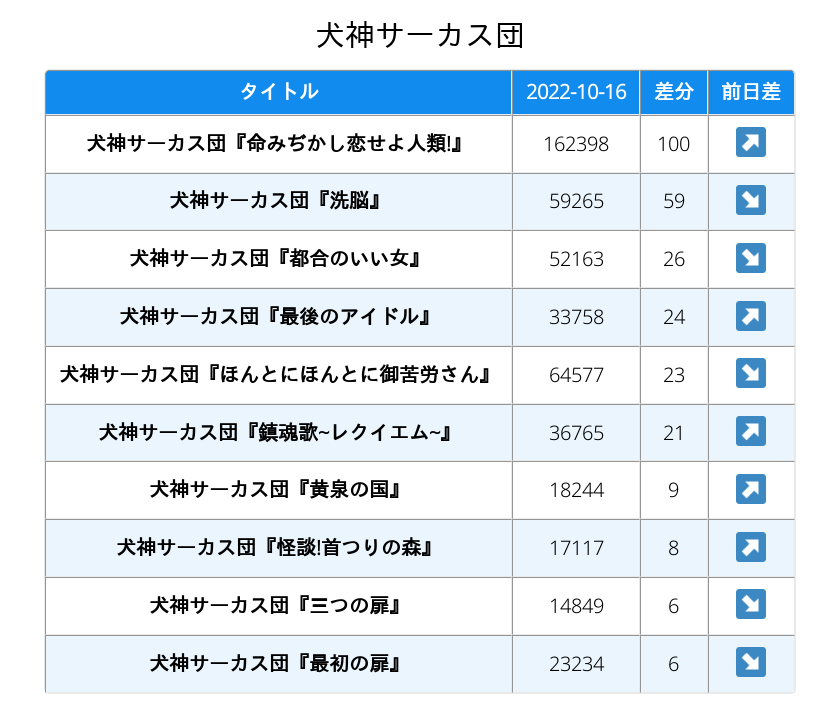 犬神サーカス団
タイトル 2022-10-16 差分 前日差
犬神サーカス団『命みぢかし恋せよ人類!』 162398 100 ↗
犬神サーカス団『洗脳』 59265 59 ↘
犬神サーカス団『都合のいい女』 52163 26 ↘
犬神サーカス団『最後のアイドル』 33758 24 ↗
犬神サーカス団『ほんとにほんとに御苦労さん』 64577 23 ↘
犬神サーカス団『鎮魂歌~レクイエム~』 36765 21 ↗
犬神サーカス団『黄泉の国』 18244 9 ↗
犬神サーカス団『怪談!首つりの森』 17117 8 ↗
犬神サーカス団『三つの扉』 14849 6 ↘
犬神サーカス団『最初の扉』 23234 6 ↘